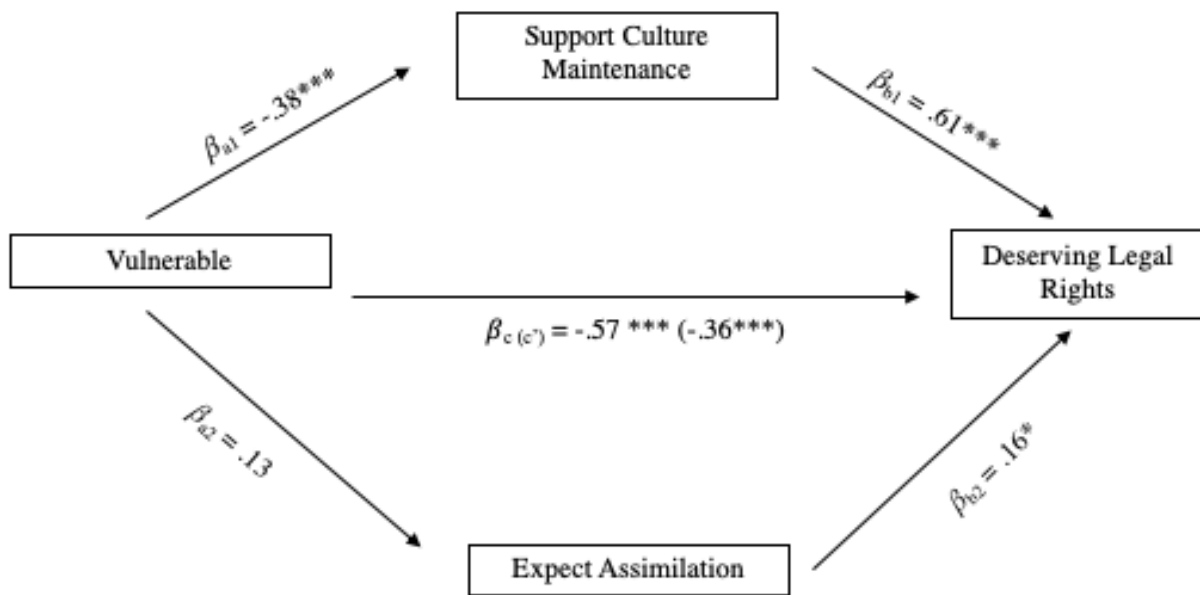 Support Culture
Maintenance
βa1 = -.38***
βb1 = .61***
Vulnerable
Deserving Legal
Rights
βc (c') = -.57 *** (-.36***)
βa2 = .13
βb2 = .16*
Expect Assimilation